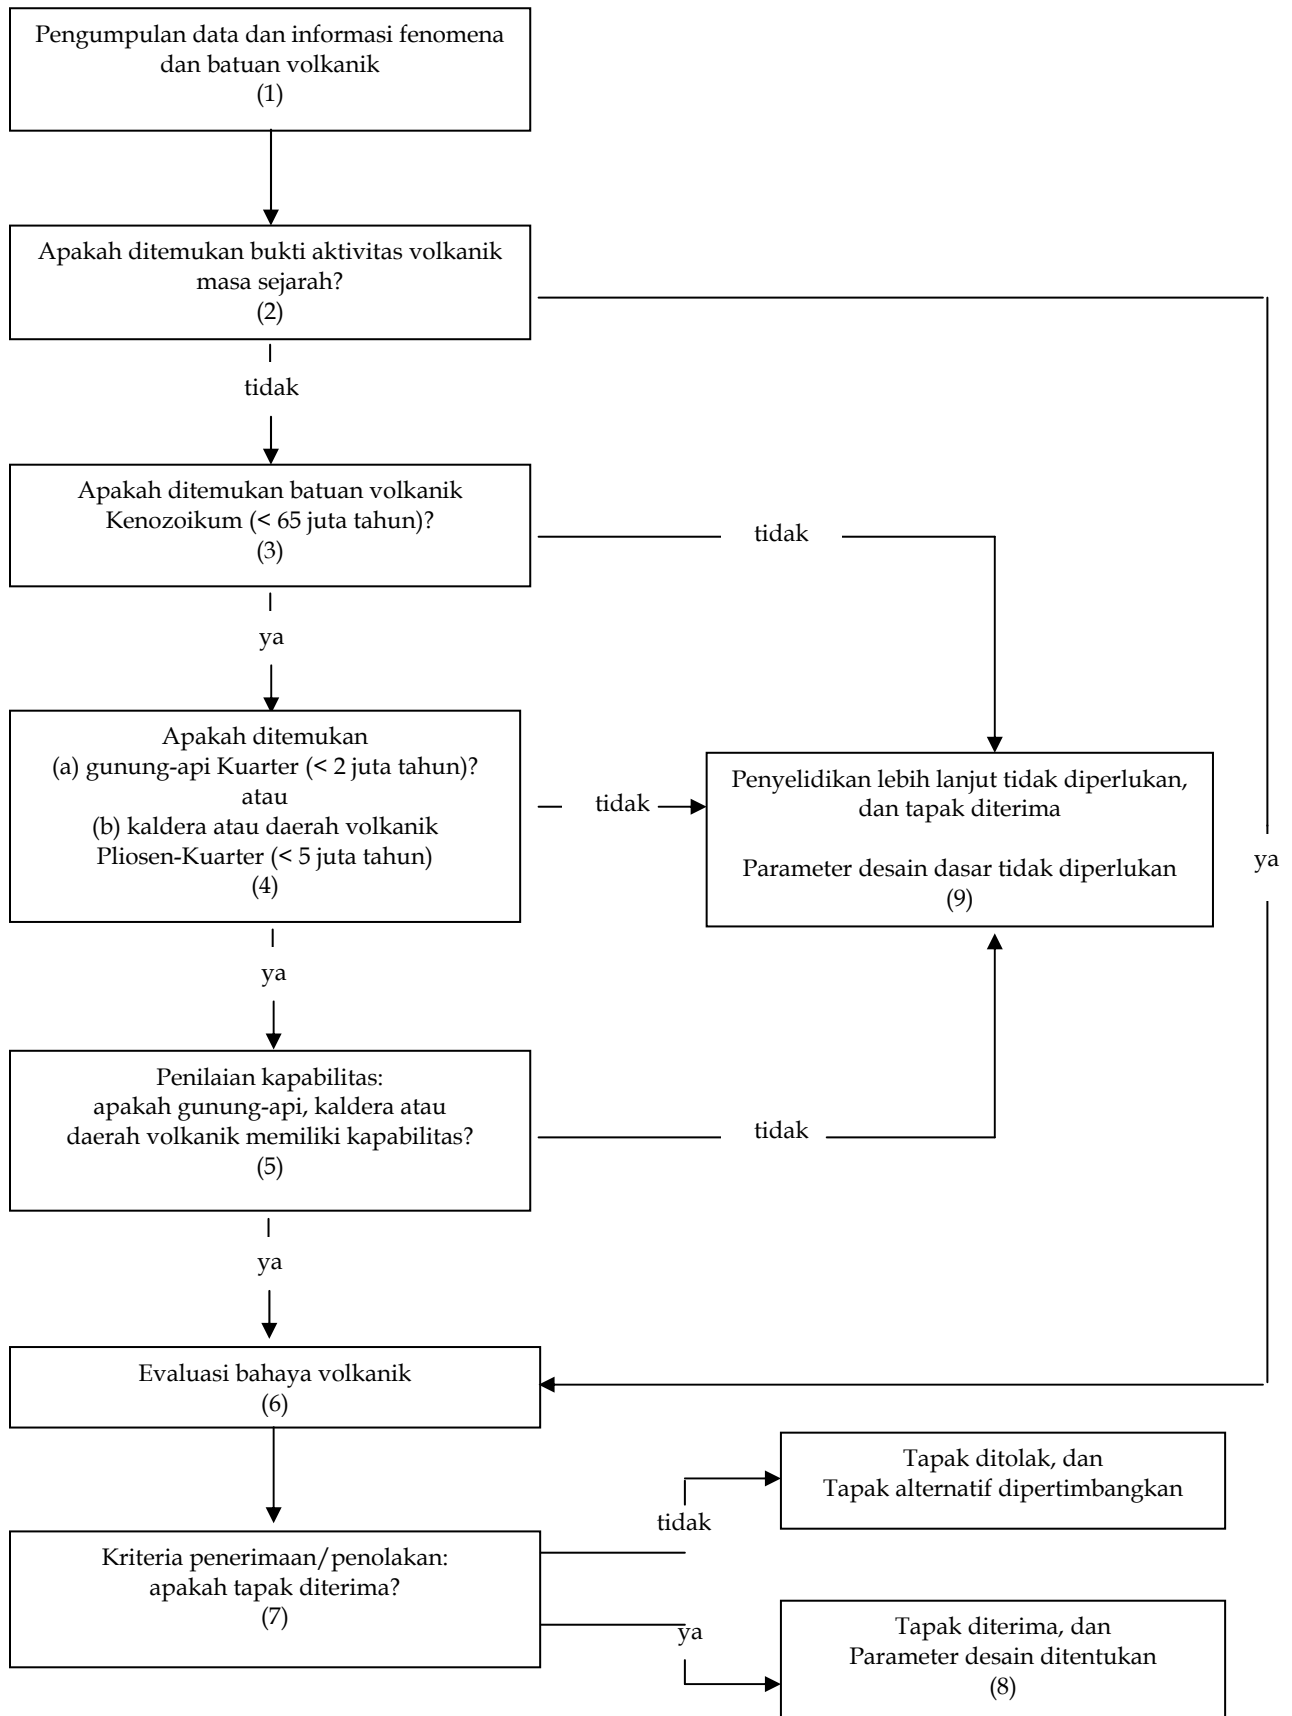 Pengumpulan data dan informasi fenomena
dan batuan volkanik
(1)
Apakah ditemukan bukti aktivitas volkanik
masa sejarah?
(2)
tidak
Apakah ditemukan batuan volkanik
Kenozoikum (< 65 juta tahun)?
(3)
tidak
ya
Apakah ditemukan
(a) gunung-api Kuarter (< 2 juta tahun)?
atau
(b) kaldera atau daerah volkanik
Pliosen-Kuarter (< 5 juta tahun)
(4)
tidak
Penyelidikan lebih lanjut tidak diperlukan,
dan tapak diterima
Parameter desain dasar tidak diperlukan
(9)
ya
ya
Penilaian kapabilitas:
apakah gunung-api, kaldera atau
daerah volkanik memiliki kapabilitas?
(5)
tidak
ya
Evaluasi bahaya volkanik
(6)
Tapak ditolak, dan
Tapak alternatif dipertimbangkan
tidak
Kriteria penerimaan/penolakan:
apakah tapak diterima?
(7)
ya
Tapak diterima, dan
Parameter desain ditentukan
(8)